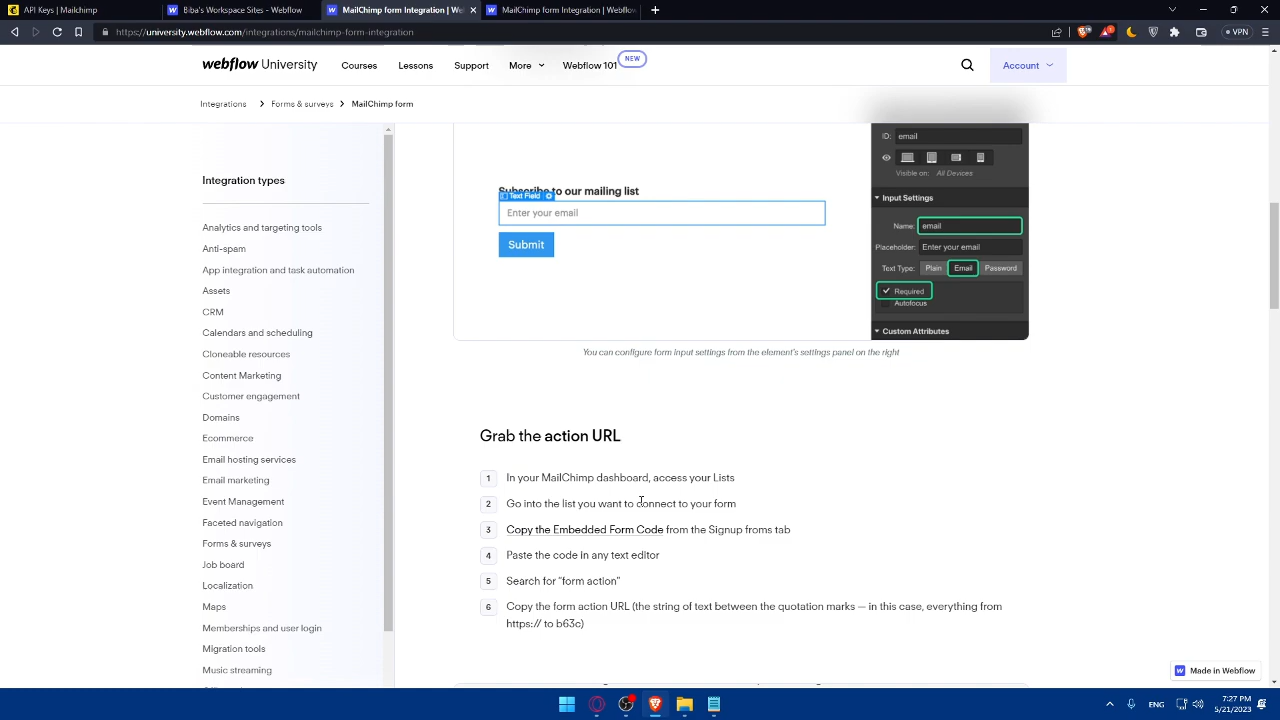 API Keys | Mailchimp
Biba's Workspace Sites - Webflow
MailChimp form Integration | We
MailChimp form Integration | Webflow
https://university.webflow.com/integrations/mailchimp-form-integration
VPN
webflow University
Courses
Lessons
Support
More
Webflow 101
NEW
Account
Integrations
Forms & surveys
MailChimp form
Integration types
Analytics and targeting tools
Anti-spam
App integration and task automation
Assets
CRM
Calendars and scheduling
Cloneable resources
Content Marketing
Customer engagement
Domains
Ecommerce
Email hosting services
Email marketing
Event Management
Faceted navigation
Forms & surveys
Job board
Localization
Maps
Memberships and user login
Migration tools
Music streaming
Subscribe to our mailing list
Text Field
Enter your email
Submit
ID: email
Visible on: All Devices
Input Settings
Name: email
Placeholder: Enter your email
Text Type: Plain Email Password
Required
Autofocus
Custom Attributes
You can configure form input settings from the element's settings panel on the right
Grab the action URL
1 In your MailChimp dashboard, access your Lists
2 Go into the list you want to connect to your form
3 Copy the Embedded Form Code from the Signup froms tab
4 Paste the code in any text editor
5 Search for "form action"
6 Copy the form action URL (the string of text between the quotation marks — in this case, everything from
https:// to b63c)
Made in Webflow
ENG
7:27 PM
5/21/2023